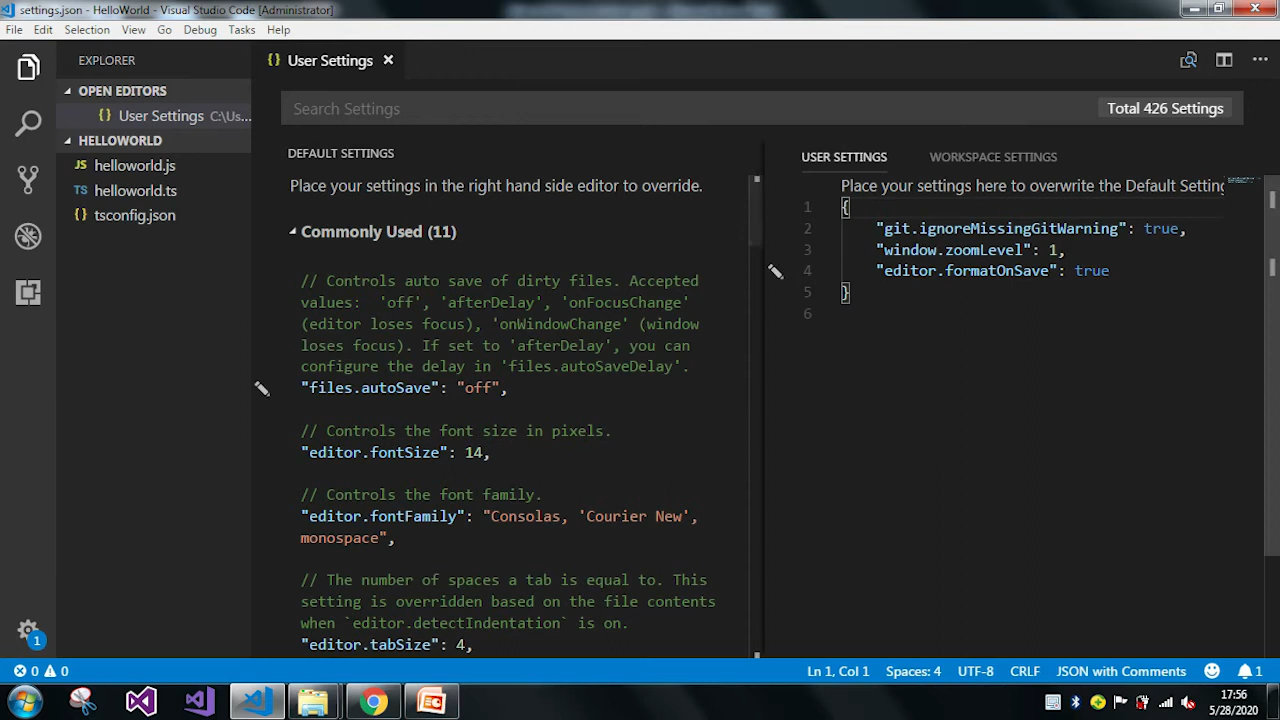 settings.json - HelloWorld - Visual Studio Code [Administrator]
File Edit Selection View Go Debug Tasks Help
EXPLORER
OPEN EDITORS
{} User Settings C:\Us...
HELLOWORLD
JS helloworld.js
TS helloworld.ts
{} tsconfig.json
1
{} User Settings
Search Settings
Total 426 Settings
DEFAULT SETTINGS
Place your settings in the right hand side editor to override.
Commonly Used (11)
// Controls auto save of dirty files. Accepted
values:  'off', 'afterDelay', 'onFocusChange'
(editor loses focus), 'onWindowChange' (window
loses focus). If set to 'afterDelay', you can
configure the delay in 'files.autoSaveDelay'.
"files.autoSave": "off",
// Controls the font size in pixels.
"editor.fontSize": 14,
// Controls the font family.
"editor.fontFamily": "Consolas, 'Courier New',
monospace",
// The number of spaces a tab is equal to. This
setting is overridden based on the file contents
when `editor.detectIndentation` is on.
"editor.tabSize": 4,
USER SETTINGS WORKSPACE SETTINGS
Place your settings here to overwrite the Default Setting
1 {
2 "git.ignoreMissingGitWarning": true,
3 "window.zoomLevel": 1,
4 "editor.formatOnSave": true
5 }
6
0 0
Ln 1, Col 1 Spaces: 4 UTF-8 CRLF JSON with Comments 1
17:56
5/28/2020